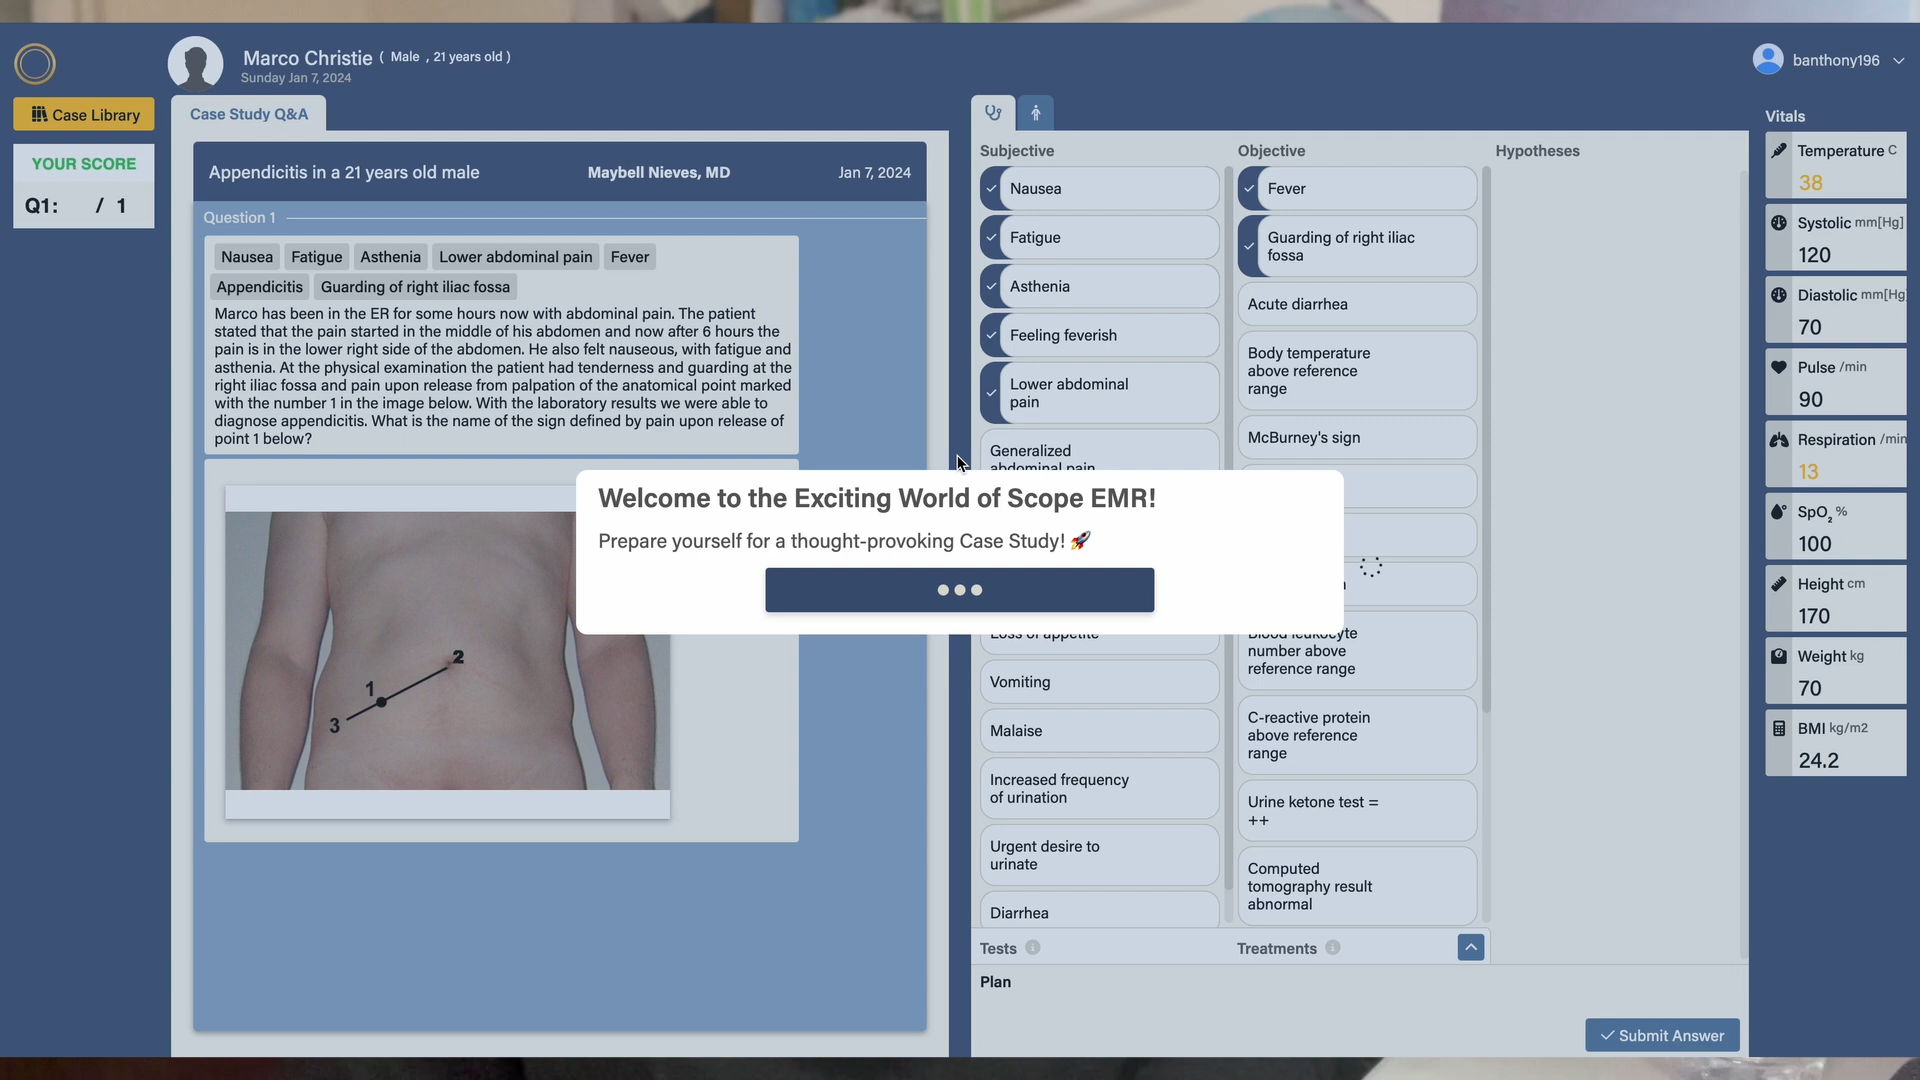 Marco Christie ( Male , 21 years old )
Sunday Jan 7, 2024
banthony196
Case Library
YOUR SCORE
Q1: / 1
Case Study Q&A
Appendicitis in a 21 years old male Maybell Nieves, MD Jan 7, 2024
Question 1
Nausea Fatigue Asthenia Lower abdominal pain Fever
Appendicitis Guarding of right iliac fossa
Marco has been in the ER for some hours now with abdominal pain. The patient
stated that the pain started in the middle of his abdomen and now after 6 hours the
pain is in the lower right side of the abdomen. He also felt nauseous, with fatigue and
asthenia. At the physical examination the patient had tenderness and guarding at the
right iliac fossa and pain upon release from palpation of the anatomical point marked
with the number 1 in the image below. With the laboratory results we were able to
diagnose appendicitis. What is the name of the sign defined by pain upon release of
point 1 below?
2
1
3
Welcome to the Exciting World of Scope EMR!
Prepare yourself for a thought-provoking Case Study! 🚀
Subjective
Nausea
Fatigue
Asthenia
Feeling feverish
Lower abdominal
pain
Generalized
abdominal pain
Loss of appetite
Vomiting
Malaise
Increased frequency
of urination
Urgent desire to
urinate
Diarrhea
Objective
Fever
Guarding of right iliac
fossa
Acute diarrhea
Body temperature
above reference
range
McBurney's sign
Blood leukocyte
number above
reference range
C-reactive protein
above reference
range
Urine ketone test =
++
Computed
tomography result
abnormal
Hypotheses
Tests
Treatments
Plan
Submit Answer
Vitals
Temperature C
38
Systolic mm[Hg]
120
Diastolic mm[Hg
70
Pulse /min
90
Respiration /min
13
SpO₂ %
100
Height cm
170
Weight kg
70
BMI kg/m2
24.2